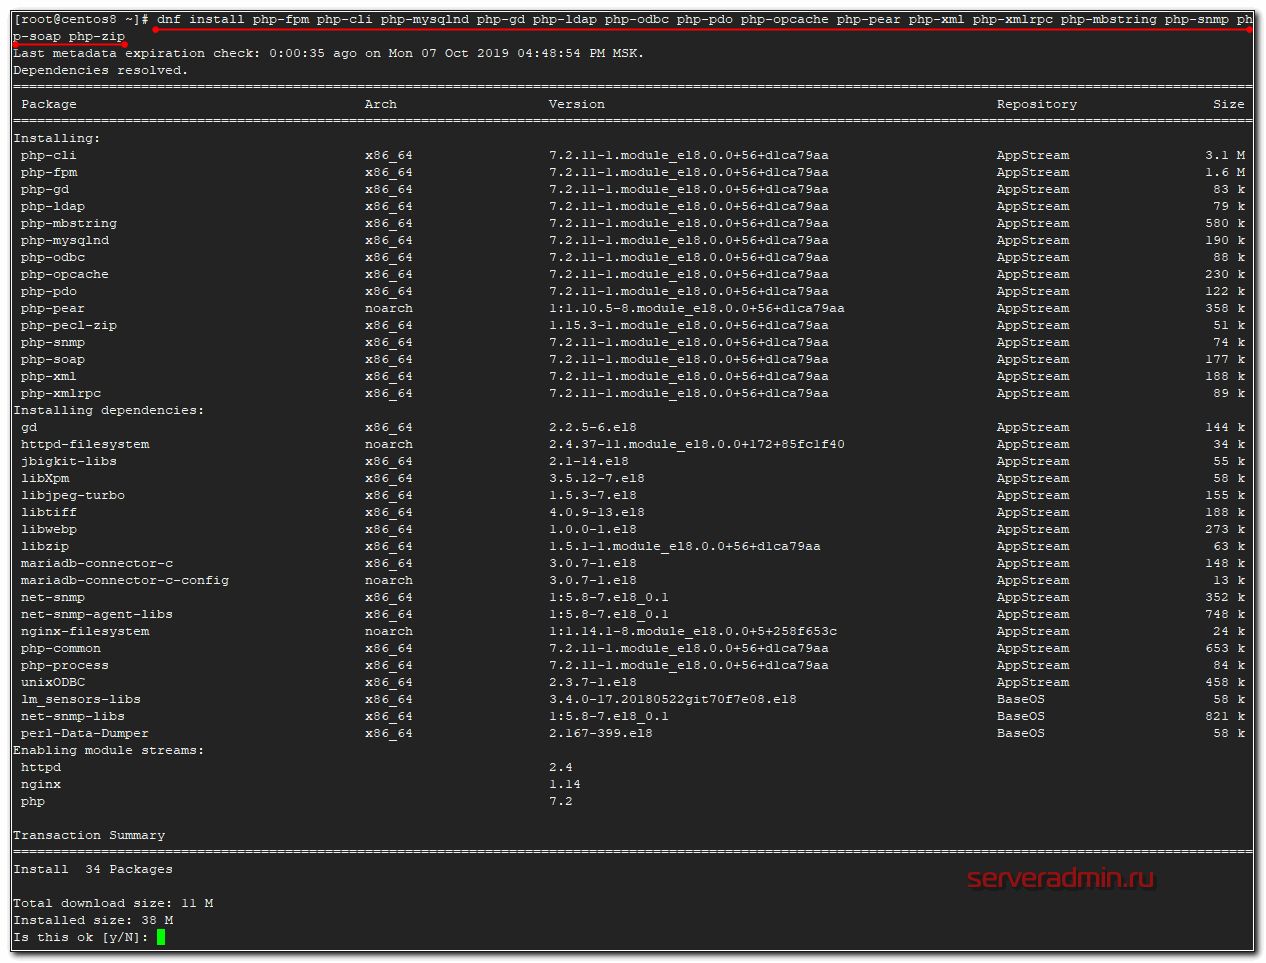 [root@centos8 ~]# dnf install php-fpm php-cli php-mysqlnd php-gd php-ldap php-odbc php-pdo php-opcache php-pear php-xml php-xmlrpc php-mbstring php-snmp ph
p-soap php-zip
Last metadata expiration check: 0:00:35 ago on Mon 07 Oct 2019 04:48:54 PM MSK.
Dependencies resolved.
Package Arch Version Repository Size
Installing:
php-cli x86_64 7.2.11-1.module_el8.0.0+56+d1ca79aa AppStream 3.1 M
php-fpm x86_64 7.2.11-1.module_el8.0.0+56+d1ca79aa AppStream 1.6 M
php-gd x86_64 7.2.11-1.module_el8.0.0+56+d1ca79aa AppStream 83 k
php-ldap x86_64 7.2.11-1.module_el8.0.0+56+d1ca79aa AppStream 79 k
php-mbstring x86_64 7.2.11-1.module_el8.0.0+56+d1ca79aa AppStream 580 k
php-mysqlnd x86_64 7.2.11-1.module_el8.0.0+56+d1ca79aa AppStream 190 k
php-odbc x86_64 7.2.11-1.module_el8.0.0+56+d1ca79aa AppStream 88 k
php-opcache x86_64 7.2.11-1.module_el8.0.0+56+d1ca79aa AppStream 230 k
php-pdo x86_64 7.2.11-1.module_el8.0.0+56+d1ca79aa AppStream 122 k
php-pear noarch 1:1.10.5-8.module_el8.0.0+56+d1ca79aa AppStream 358 k
php-pecl-zip x86_64 1.15.3-1.module_el8.0.0+56+d1ca79aa AppStream 51 k
php-snmp x86_64 7.2.11-1.module_el8.0.0+56+d1ca79aa AppStream 74 k
php-soap x86_64 7.2.11-1.module_el8.0.0+56+d1ca79aa AppStream 177 k
php-xml x86_64 7.2.11-1.module_el8.0.0+56+d1ca79aa AppStream 188 k
php-xmlrpc x86_64 7.2.11-1.module_el8.0.0+56+d1ca79aa AppStream 89 k
Installing dependencies:
gd x86_64 2.2.5-6.el8 AppStream 144 k
httpd-filesystem noarch 2.4.37-11.module_el8.0.0+172+85fc1f40 AppStream 34 k
jbigkit-libs x86_64 2.1-14.el8 AppStream 55 k
libXpm x86_64 3.5.12-7.el8 AppStream 58 k
libjpeg-turbo x86_64 1.5.3-7.el8 AppStream 155 k
libtiff x86_64 4.0.9-13.el8 AppStream 188 k
libwebp x86_64 1.0.0-1.el8 AppStream 273 k
libzip x86_64 1.5.1-1.module_el8.0.0+56+d1ca79aa AppStream 63 k
mariadb-connector-c x86_64 3.0.7-1.el8 AppStream 148 k
mariadb-connector-c-config noarch 3.0.7-1.el8 AppStream 13 k
net-snmp x86_64 1:5.8-7.el8_0.1 AppStream 352 k
net-snmp-agent-libs x86_64 1:5.8-7.el8_0.1 AppStream 748 k
nginx-filesystem noarch 1:1.14.1-8.module_el8.0.0+5+258f653c AppStream 24 k
php-common x86_64 7.2.11-1.module_el8.0.0+56+d1ca79aa AppStream 653 k
php-process x86_64 7.2.11-1.module_el8.0.0+56+d1ca79aa AppStream 84 k
unixODBC x86_64 2.3.7-1.el8 AppStream 458 k
lm_sensors-libs x86_64 3.4.0-17.20180522git70f7e08.el8 BaseOS 58 k
net-snmp-libs x86_64 1:5.8-7.el8_0.1 BaseOS 821 k
perl-Data-Dumper x86_64 2.167-399.el8 BaseOS 58 k
Enabling module streams:
httpd 2.4
nginx 1.14
php 7.2
Transaction Summary
Install 34 Packages
serveradmin.ru
Total download size: 11 M
Installed size: 38 M
Is this ok [y/N]: